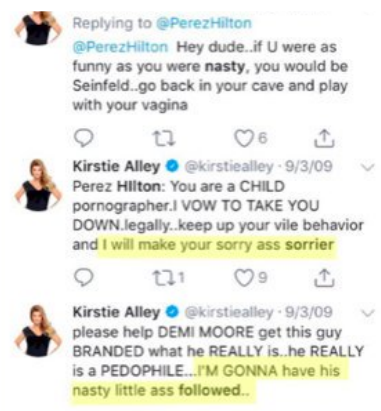 Replying to @PerezHilton
@PerezHilton Hey dude..if U were as
funny as you were nasty, you would be
Seinfeld..go back in your cave and play
with your vagina
6
Kirstie Alley @kirstiealley · 9/3/09
Perez HIlton: You are a CHILD
pornographer.I VOW TO TAKE YOU
DOWN.legally..keep up your vile behavior
and I will make your sorry ass sorrier
1 9
Kirstie Alley @kirstiealley · 9/3/09
please help DEMI MOORE get this guy
BRANDED what he REALLY is..he REALLY
is a PEDOPHILE...I'M GONNA have his
nasty little ass followed..